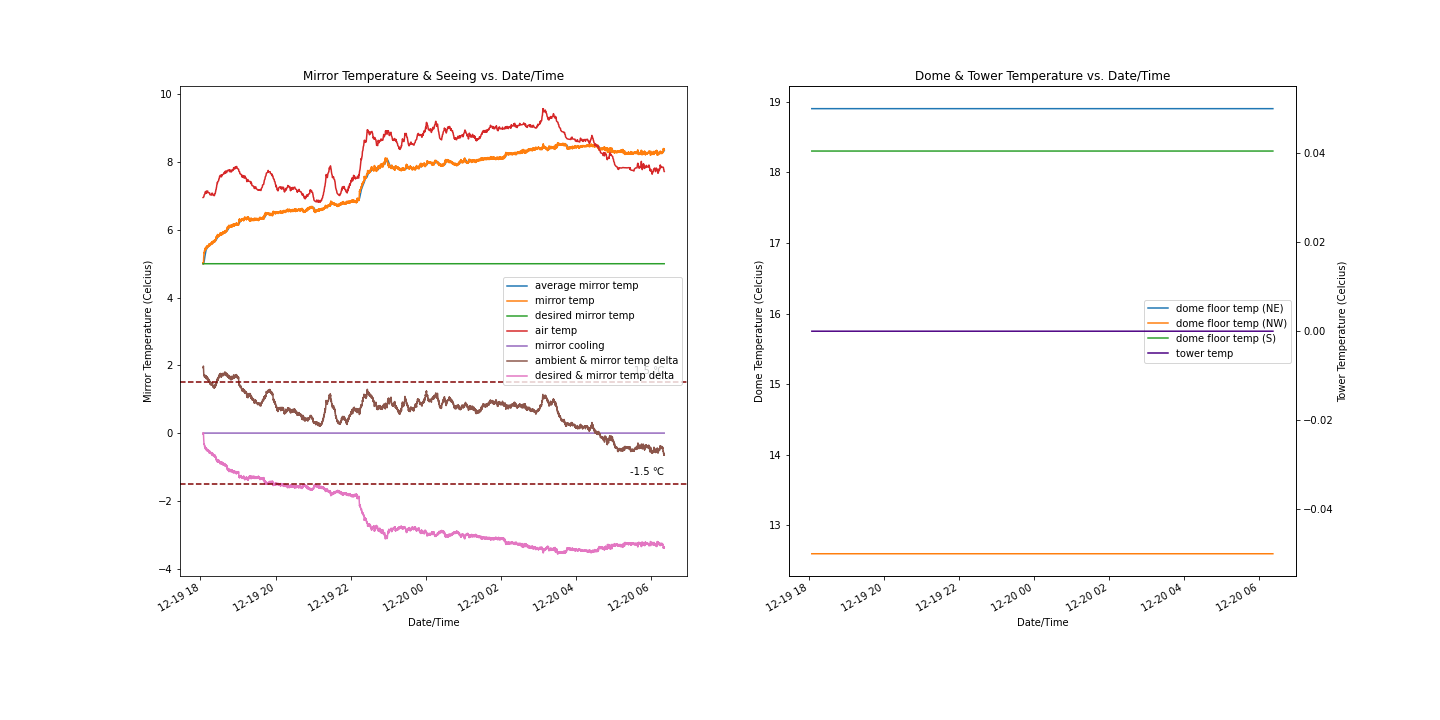 Mirror Temperature & Seeing vs. Date/Time
Mirror Temperature (Celcius)
10
8
6
4
2
0
−2
−4
average mirror temp
mirror temp
desired mirror temp
air temp
mirror cooling
ambient & mirror temp delta
desired & mirror temp delta
-1.5 °C
12-19 18
12-19 20
12-19 22
12-20 00
12-20 02
12-20 04
12-20 06
Date/Time
Dome & Tower Temperature vs. Date/Time
Dome Temperature (Celcius)
19
18
17
16
15
14
13
dome floor temp (NE)
dome floor temp (NW)
dome floor temp (S)
tower temp
0.04
0.02
0.00
−0.02
−0.04
Tower Temperature (Celcius)
12-19 18
12-19 20
12-19 22
12-20 00
12-20 02
12-20 04
12-20 06
Date/Time